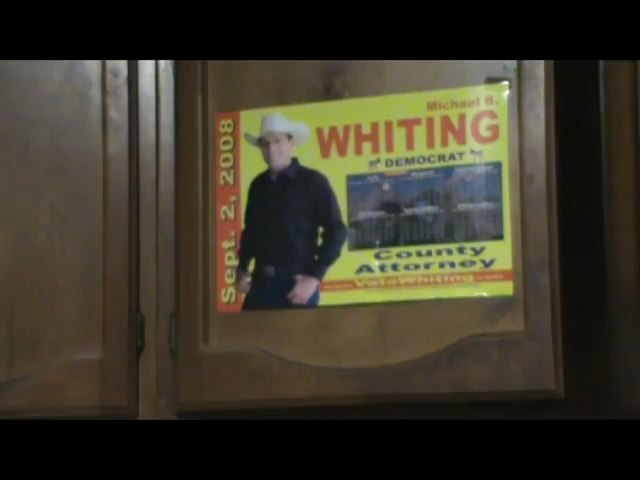 Sept. 2, 2008
Michael B.
WHITING
DEMOCRAT
County
Attorney
VoteWhiting